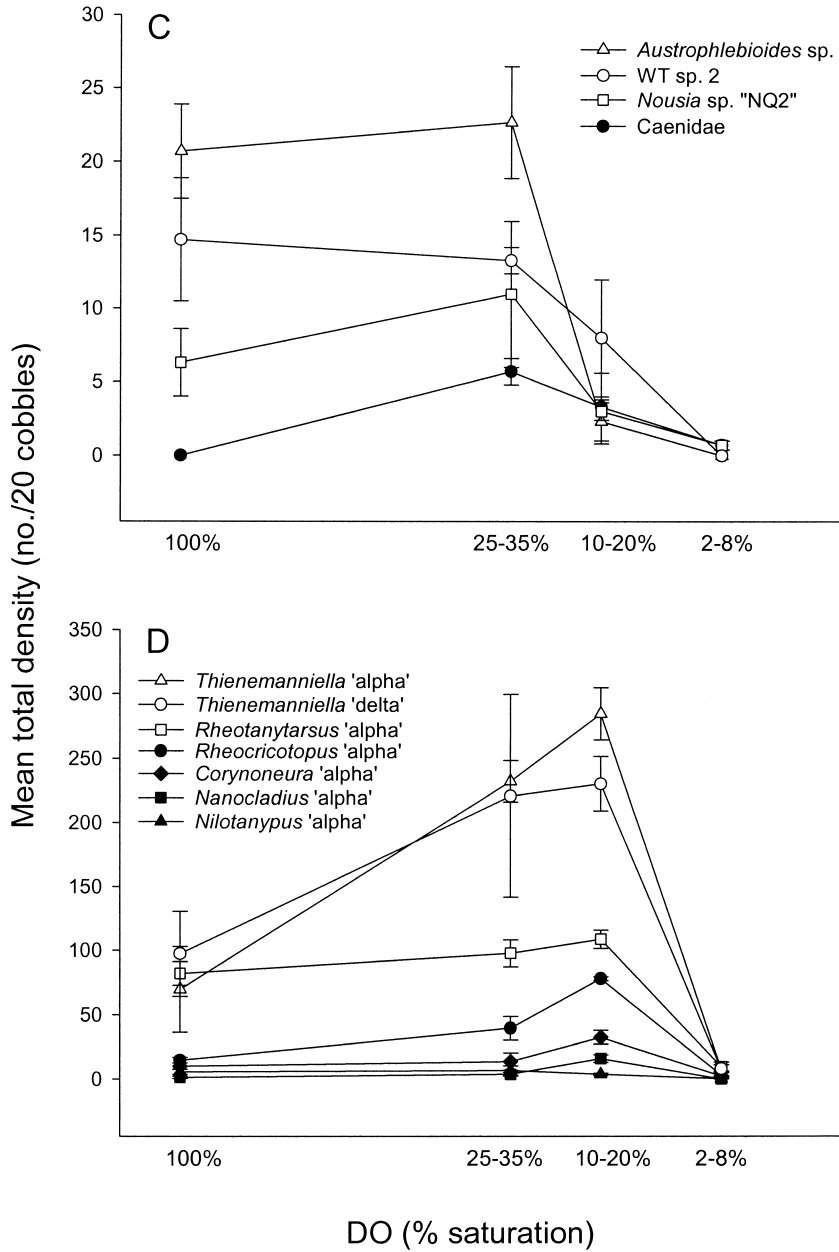 C
Austrophlebioides sp.
WT sp. 2
Nousia sp. "NQ2"
Caenidae
30
25
20
15
10
5
0
100%
25-35%
10-20%
2-8%
Mean total density (no./20 cobbles)
D
Thienemanniella 'alpha'
Thienemanniella 'delta'
Rheotanytarsus 'alpha'
Rheocricotopus 'alpha'
Corynoneura 'alpha'
Nanocladius 'alpha'
Nilotanypus 'alpha'
350
300
250
200
150
100
50
0
100%
25-35%
10-20%
2-8%
DO (% saturation)